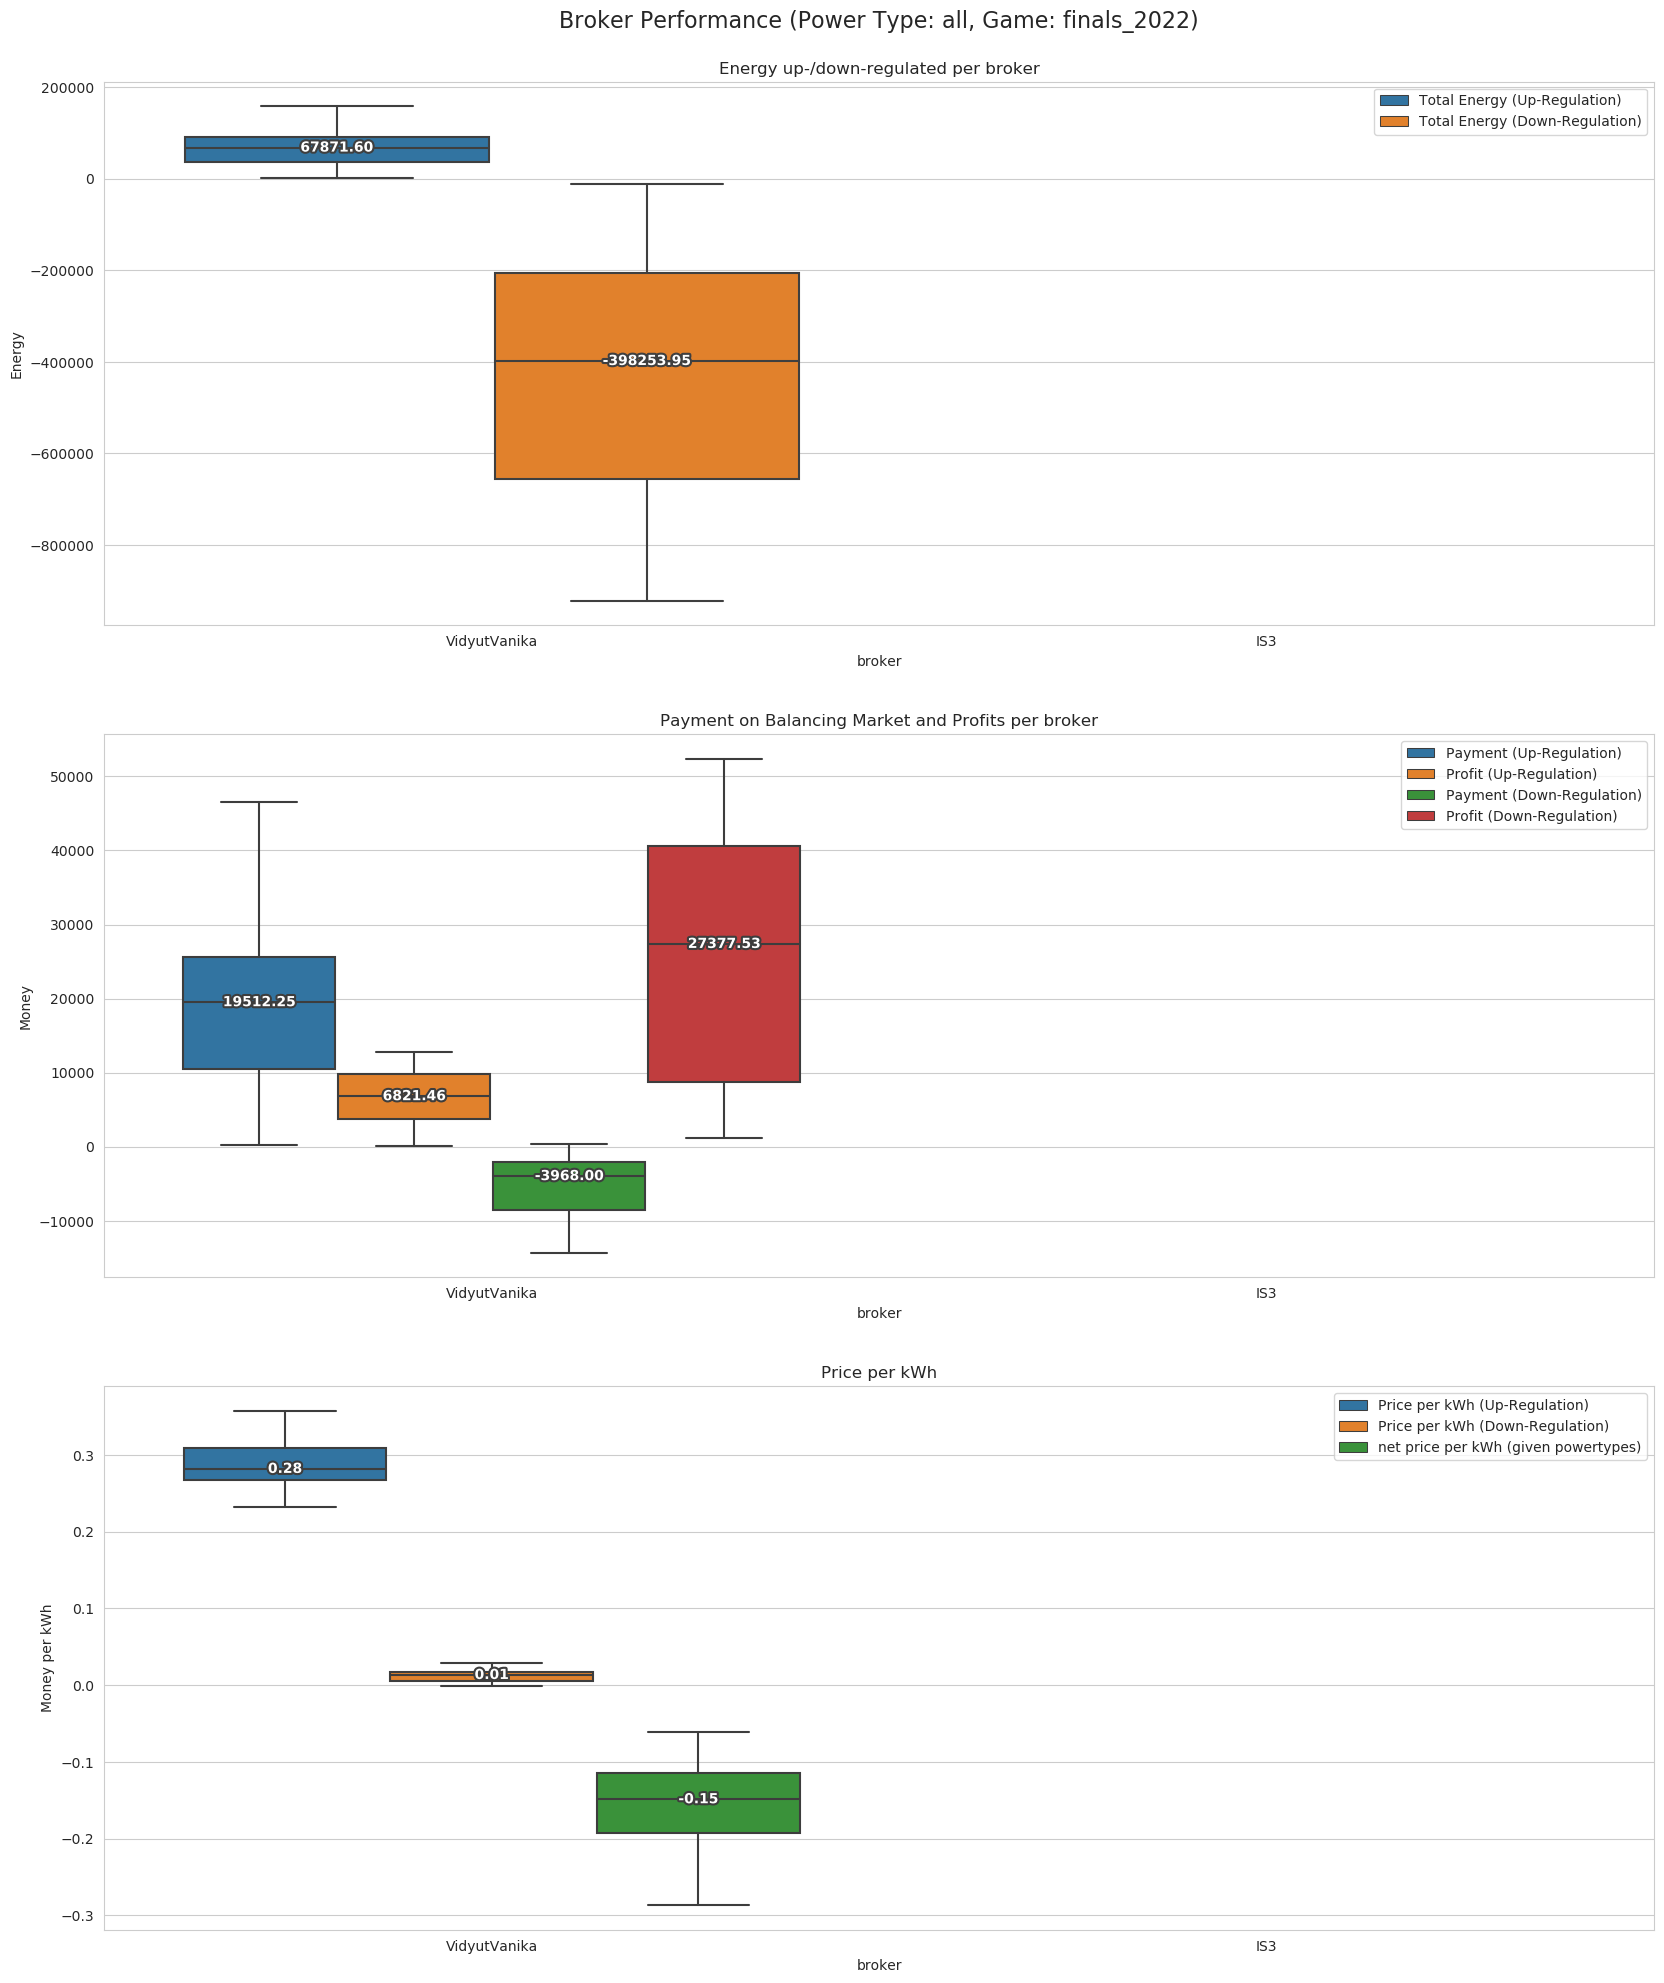 Broker Performance (Power Type: all, Game: finals_2022)
Energy up-/down-regulated per broker
Total Energy (Up-Regulation)
Total Energy (Down-Regulation)
200000
0
−200000
−400000
−600000
−800000
Energy
67871.60
-398253.95
VidyutVanika
IS3
broker
Payment on Balancing Market and Profits per broker
Payment (Up-Regulation)
Profit (Up-Regulation)
Payment (Down-Regulation)
Profit (Down-Regulation)
50000
40000
30000
20000
10000
0
−10000
Money
19512.25
6821.46
-3968.00
27377.53
VidyutVanika
IS3
broker
Price per kWh
Price per kWh (Up-Regulation)
Price per kWh (Down-Regulation)
net price per kWh (given powertypes)
0.3
0.2
0.1
0.0
−0.1
−0.2
−0.3
Money per kWh
0.28
0.01
-0.15
VidyutVanika
IS3
broker